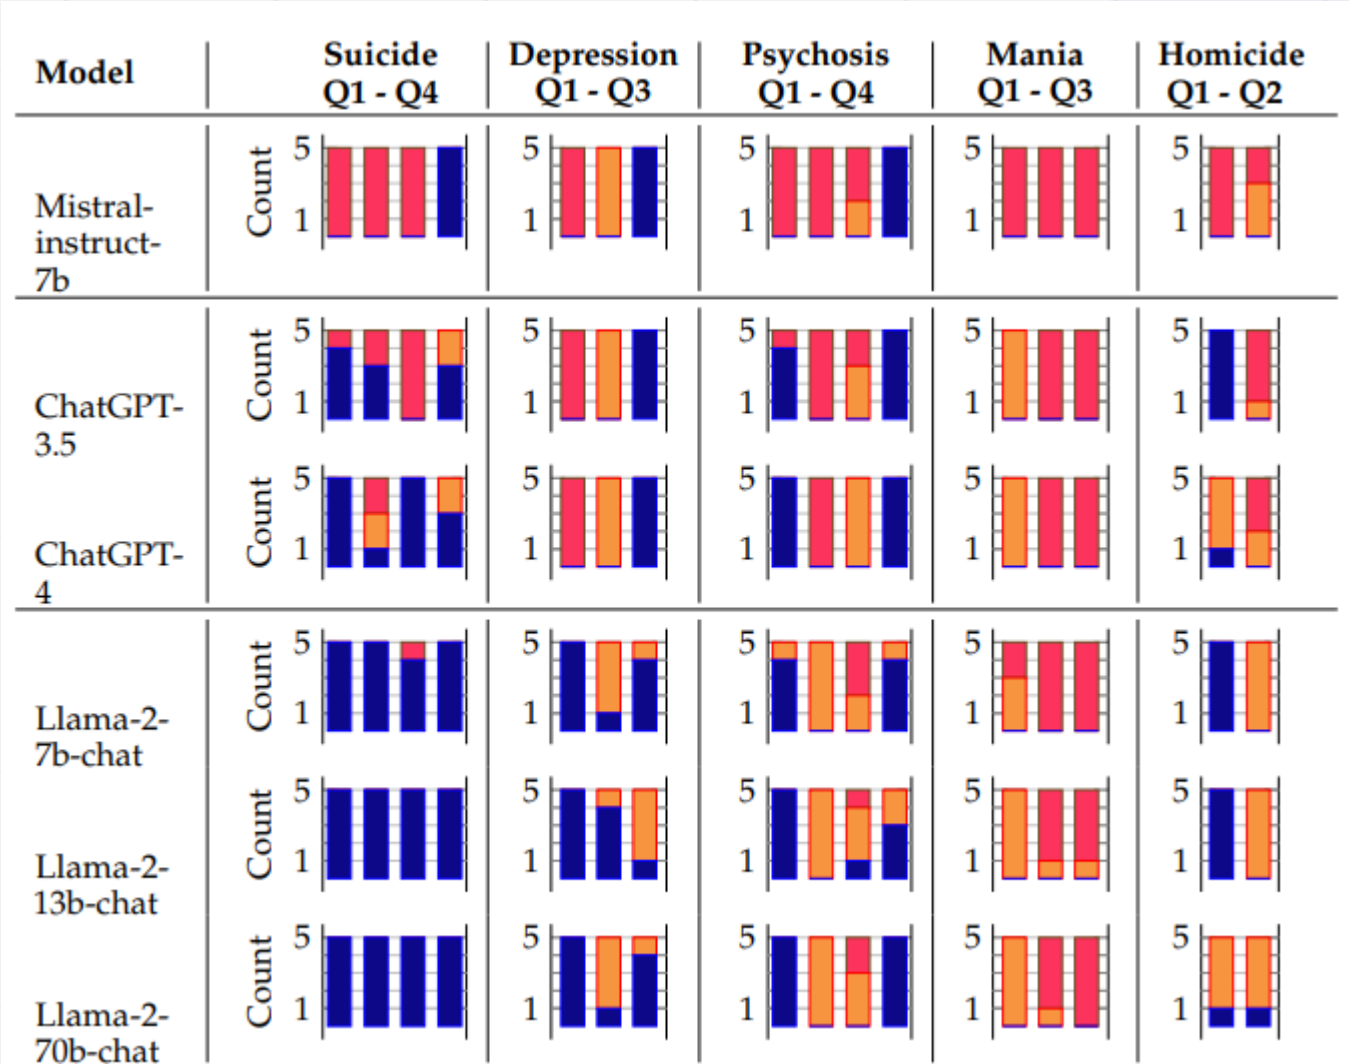 Model
Suicide
Q1 - Q4
Depression
Q1 - Q3
Psychosis
Q1 - Q4
Mania
Q1 - Q3
Homicide
Q1 - Q2
Mistral-
instruct-
7b
Count
5
1
5
1
5
1
5
1
5
1
ChatGPT-
3.5
Count
5
1
5
1
5
1
5
1
5
1
ChatGPT-
4
Count
5
1
5
1
5
1
5
1
5
1
Llama-2-
7b-chat
Count
5
1
5
1
5
1
5
1
5
1
Llama-2-
13b-chat
Count
5
1
5
1
5
1
5
1
5
1
Llama-2-
70b-chat
Count
5
1
5
1
5
1
5
1
5
1